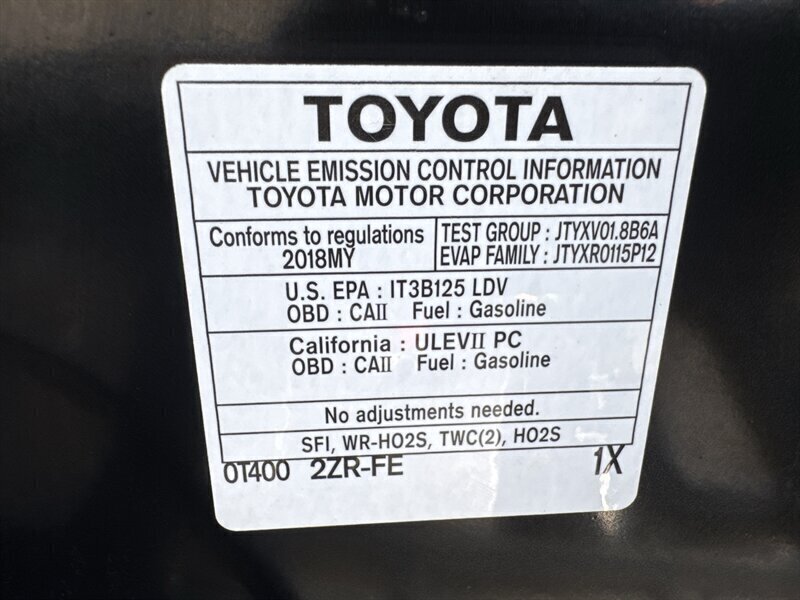 TOYOTA
VEHICLE EMISSION CONTROL INFORMATION
TOYOTA MOTOR CORPORATION
Conforms to regulations
2018MY
TEST GROUP : JTYXV01.8B6A
EVAP FAMILY : JTYXR0115P12
U.S. EPA : IT3B125 LDV
OBD : CAII Fuel : Gasoline
California : ULEVII PC
OBD : CAII Fuel : Gasoline
No adjustments needed.
SFI, WR-HO2S, TWC(2), HO2S
0T400 2ZR-FE 1X